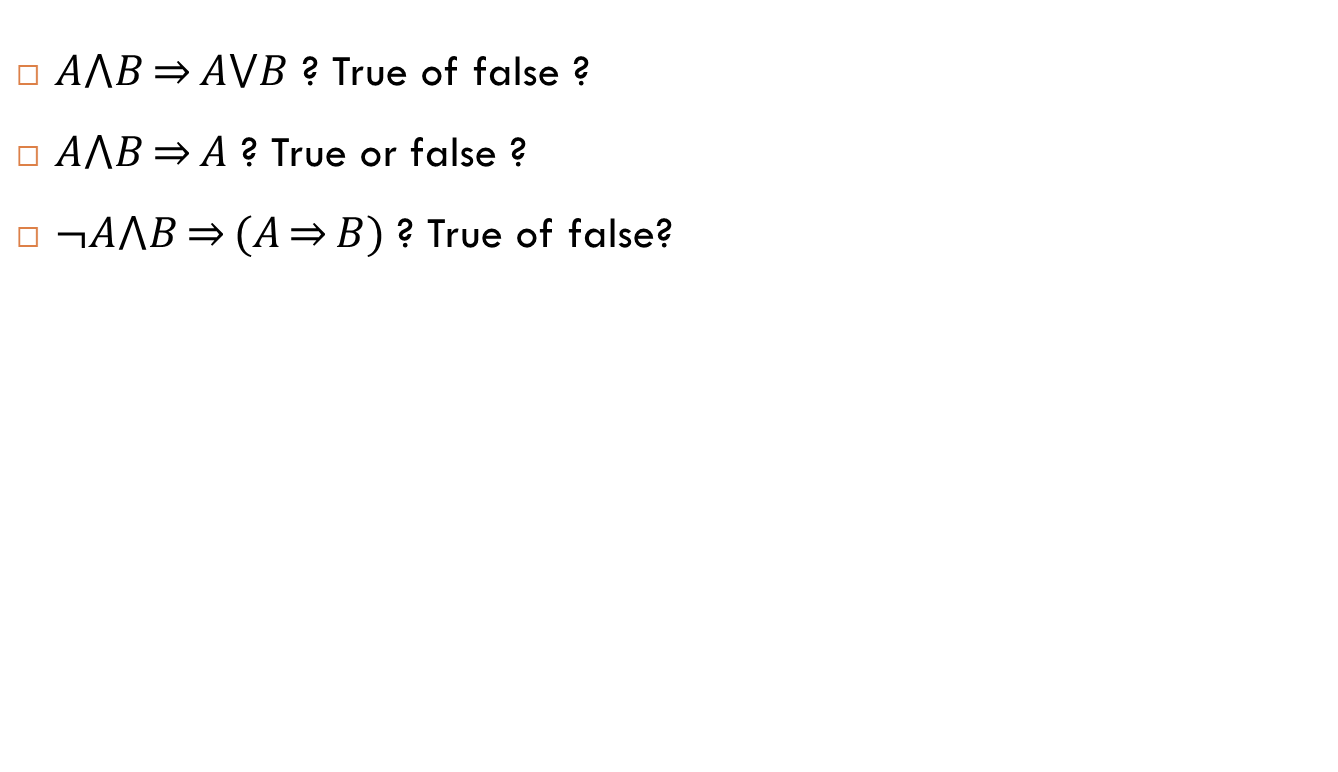 □ A⋀B ⇒ A⋁B ? True of false ?
□ A⋀B ⇒ A ? True or false ?
□ ¬A⋀B ⇒ (A ⇒ B) ? True of false?